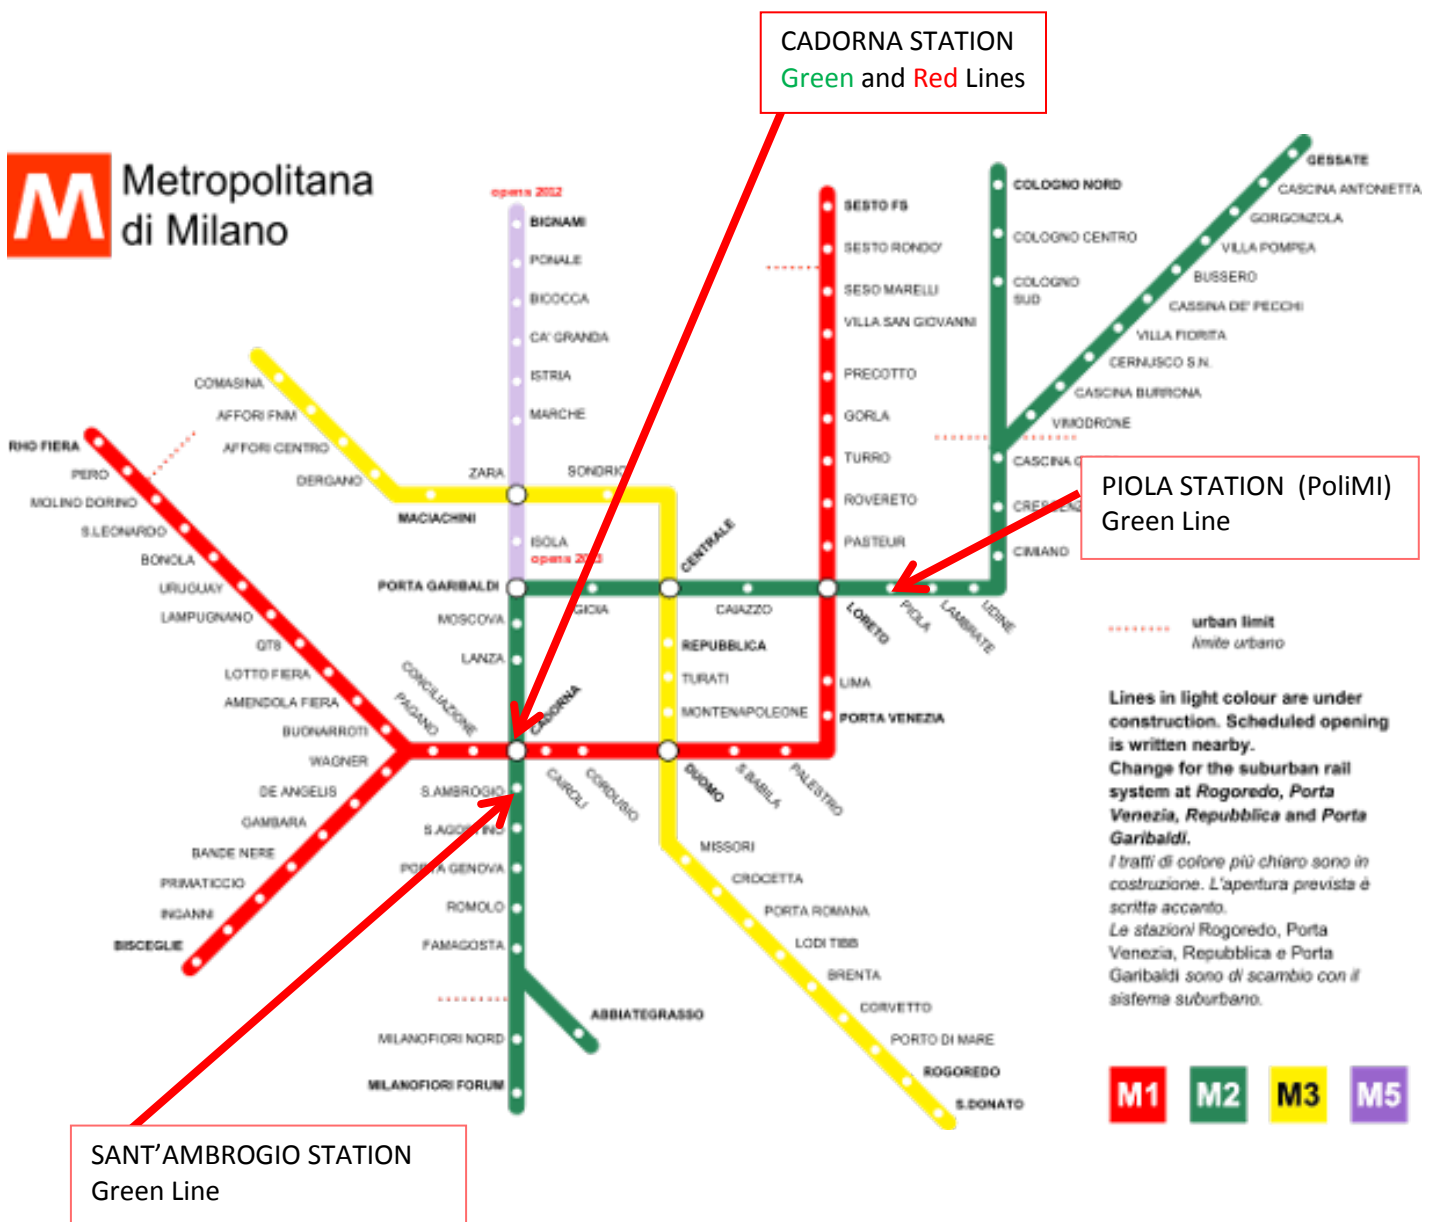 CADORNA STATION
Green and Red Lines
M
Metropolitana
di Milano
opens 2012
BIGNAMI
PONALE
BICOCCA
CA' GRANDA
ISTRIA
MARCHE
ZARA
ISOLA
SONDRIO
COMASINA
AFFORI FNM
AFFORI CENTRO
DERGANO
MACIACHINI
RHO FIERA
PERO
MOLINO DORINO
S.LEONARDO
BONOLA
URUGUAY
LAMPUGNANO
QT8
LOTTO FIERA
AMENDOLA FIERA
BUONARROTI
WAGNER
DE ANGELIS
GAMBARA
BANDE NERE
PRIMATICCIO
INGANNI
BISCEGLIE
PAGANO
CONCILIAZIONE
CADORNA
CAIROLI
CORDUSIO
DUOMO
S.BABILA
PALESTRO
PORTA VENEZIA
LIMA
LORETO
PASTEUR
ROVERETO
TURRO
GORLA
PRECOTTO
VILLA SAN GIOVANNI
SESO MARELLI
SESTO RONDO'
SESTO FS
COLOGNO NORD
COLOGNO CENTRO
COLOGNO
SUD
GESSATE
CASCINA ANTONIETTA
GORGONZOLA
VILLA POMPEA
BUSSERO
CASSINA DE' PECCHI
VILLA FIORITA
CERNUSCO S.N.
CASCINA BURRONA
VIMODRONE
CASCINA
CIMIANO
UDINE
LAMBRATE
PIOLA
CAIAZZO
CENTRALE
GIOIA
PORTA GARIBALDI
MOSCOVA
LANZA
S.AMBROGIO
S.AGOSTINO
PORTA GENOVA
ROMOLO
FAMAGOSTA
MILANOFIORI NORD
MILANOFIORI FORUM
ABBIATEGRASSO
REPUBBLICA
TURATI
MONTENAPOLEONE
MISSORI
CROCETTA
PORTA ROMANA
LODI TIBB
BRENTA
CORVETTO
PORTO DI MARE
ROGOREDO
S.DONATO
PIOLA STATION (PoliMI)
Green Line
SANT’AMBROGIO STATION
Green Line
urban limit
limite urbano
Lines in light colour are under
construction. Scheduled opening
is written nearby.
Change for the suburban rail
system at Rogoredo, Porta
Venezia, Repubblica and Porta
Garibaldi.
I tratti di colore più chiaro sono in
costruzione. L'apertura prevista è
scritta accanto.
Le stazioni Rogoredo, Porta
Venezia, Repubblica e Porta
Garibaldi sono di scambio con il
sistema suburbano.
M1 M2 M3 M5